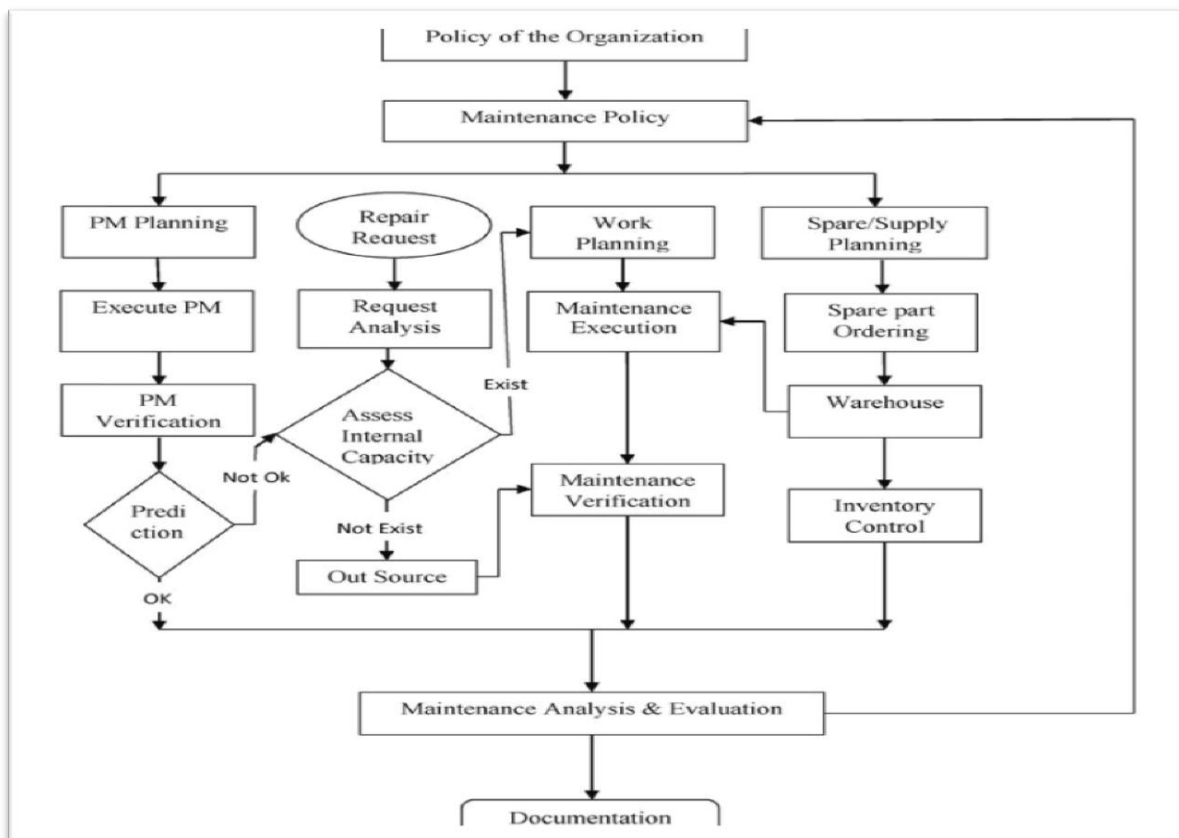 Policy of the Organization
Maintenance Policy
PM Planning
Repair
Request
Work
Planning
Spare/Supply
Planning
Execute PM
Request
Analysis
Maintenance
Execution
Spare part
Ordering
PM
Verification
Assess
Internal
Capacity
Exist
Warehouse
Not Ok
Predi
ction
Maintenance
Verification
Inventory
Control
Not Exist
Out Source
OK
Maintenance Analysis & Evaluation
Documentation